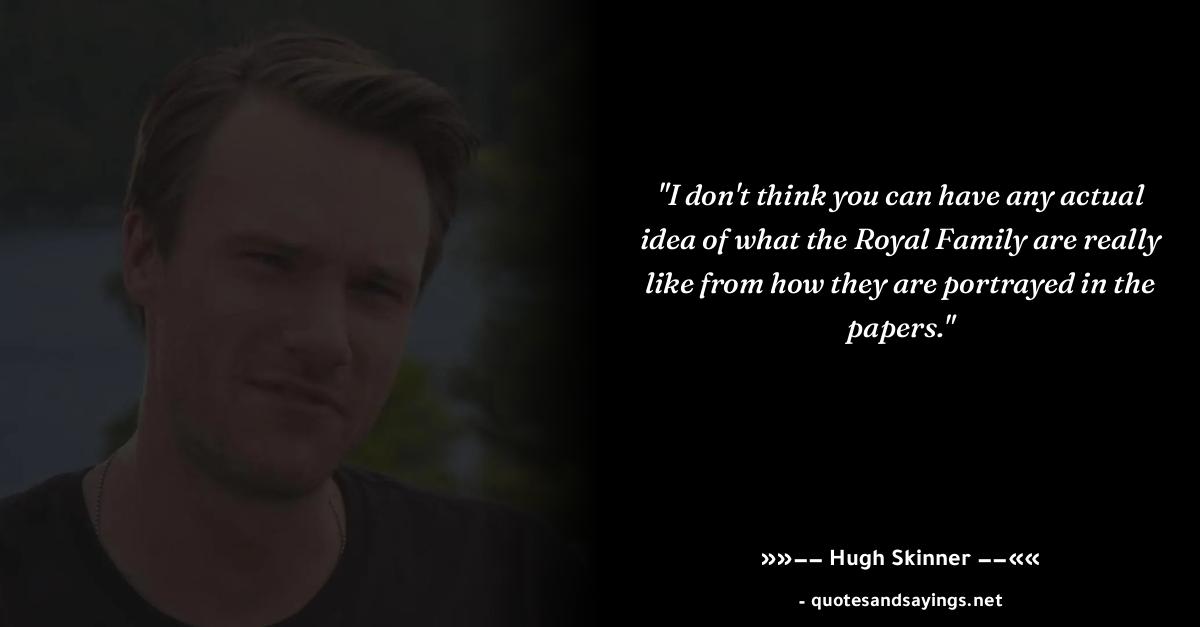 "I don't think you can have any actual
idea of what the Royal Family are really
like from how they are portrayed in the
papers."
»»―― Hugh Skinner ――««
- quotesandsayings.net